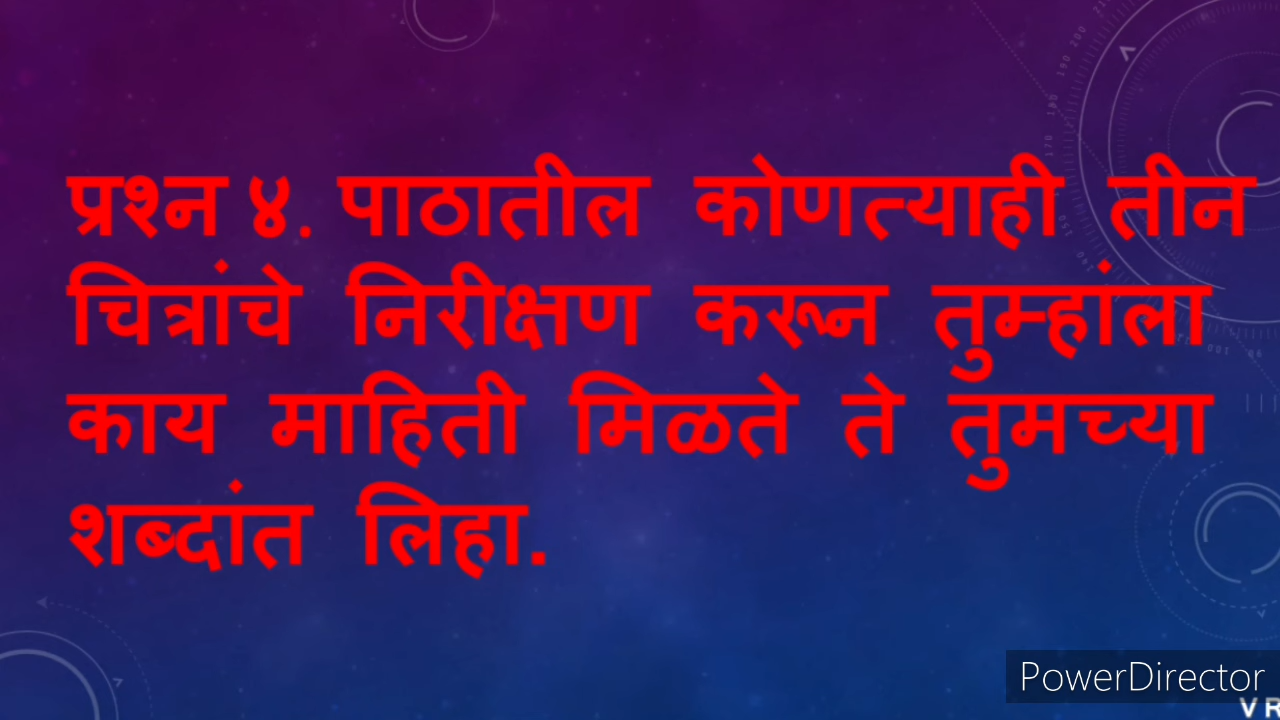 प्रश्न ४. पाठातील कोणत्याही तीन
चित्रांचे निरीक्षण करून तुम्हांला
काय माहिती मिळते ते तुमच्या
शब्दांत लिहा.
PowerDirector